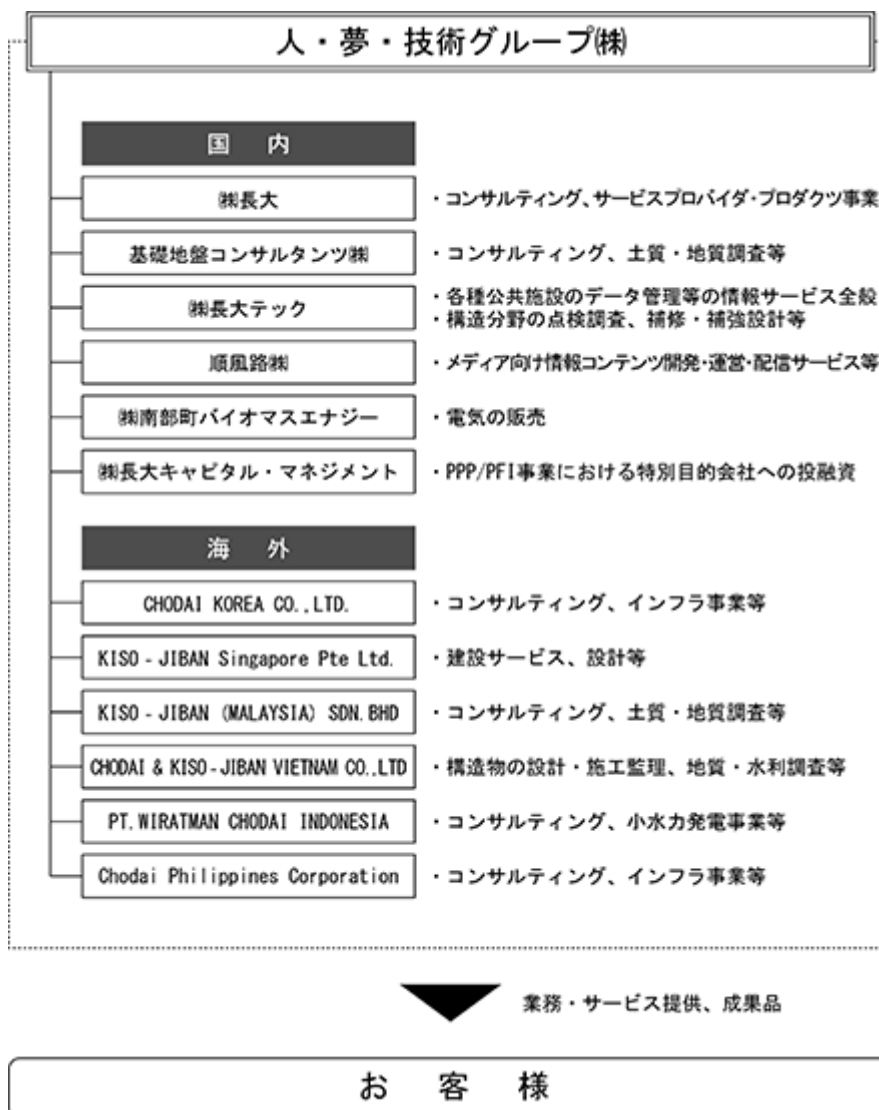 人・夢・技術グループ㈱
国 内
㈱長大 ・コンサルティング、サービスプロバイダ・プロダクツ事業
基礎地盤コンサルタンツ㈱ ・コンサルティング、土質・地質調査等
㈱長大テック ・各種公共施設のデータ管理等の情報サービス全般
・構造分野の点検調査、補修・補強設計等
順風路㈱ ・メディア向け情報コンテンツ開発・運営・配信サービス等
㈱南部町バイオマスエナジー ・電気の販売
㈱長大キャピタル・マネジメント ・PPP/PFI事業における特別目的会社への投融資
海 外
CHODAI KOREA CO.,LTD. ・コンサルティング、インフラ事業等
KISO-JIBAN Singapore Pte Ltd. ・建設サービス、設計等
KISO-JIBAN (MALAYSIA) SDN.BHD ・コンサルティング、土質・地質調査等
CHODAI & KISO-JIBAN VIETNAM CO.,LTD ・構造物の設計・施工監理、地質・水利調査等
PT.WIRATMAN CHODAI INDONESIA ・コンサルティング、小水力発電事業等
Chodai Philippines Corporation ・コンサルティング、インフラ事業等
業務・サービス提供、成果品
お 客 様